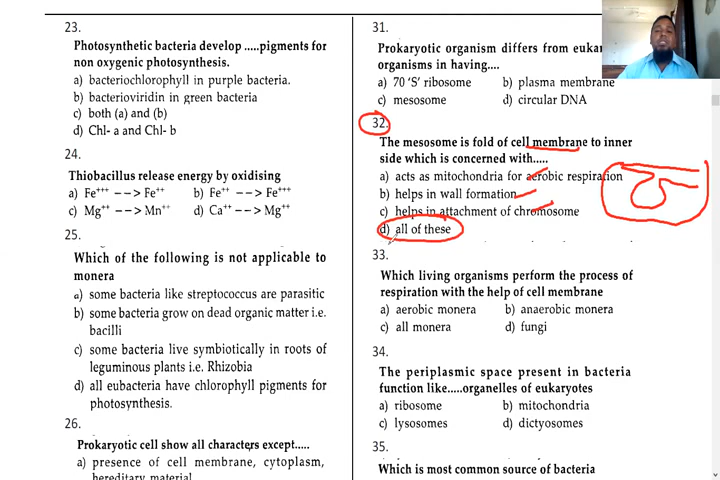 23.
Photosynthetic bacteria develop .....pigments for
non oxygenic photosynthesis.
a) bacteriochlorophyll in purple bacteria.
b) bacterioviridin in green bacteria
c) both (a) and (b)
d) Chl- a and Chl- b
24.
Thiobacillus release energy by oxidising
a) Fe⁺⁺⁺ --> Fe⁺⁺ b) Fe⁺⁺ --> Fe⁺⁺⁺
c) Mg⁺⁺ --> Mn⁺⁺ d) Ca⁺⁺ --> Mg⁺⁺
25.
Which of the following is not applicable to
monera
a) some bacteria like streptococcus are parasitic
b) some bacteria grow on dead organic matter i.e.
bacilli
c) some bacteria live symbiotically in roots of
leguminous plants i.e. Rhizobia
d) all eubacteria have chlorophyll pigments for
photosynthesis.
26.
Prokaryotic cell show all characters except.....
a) presence of cell membrane, cytoplasm,
hereditary material
31.
Prokaryotic organism differs from
organisms in having....
a) 70 'S' ribosome b) plasma membrane
c) mesosome d) circular DNA
32.
The mesosome is fold of cell membrane to inner
side which is concerned with.....
a) acts as mitochondria for aerobic respiration
b) helps in wall formation
c) helps in attachment of chromosome
d) all of these
33.
Which living organisms perform the process of
respiration with the help of cell membrane
a) aerobic monera b) anaerobic monera
c) all monera d) fungi
34.
The periplasmic space present in bacteria
function like.....organelles of eukaryotes
a) ribosome b) mitochondria
c) lysosomes d) dictyosomes
35.
Which is most common source of bacteria